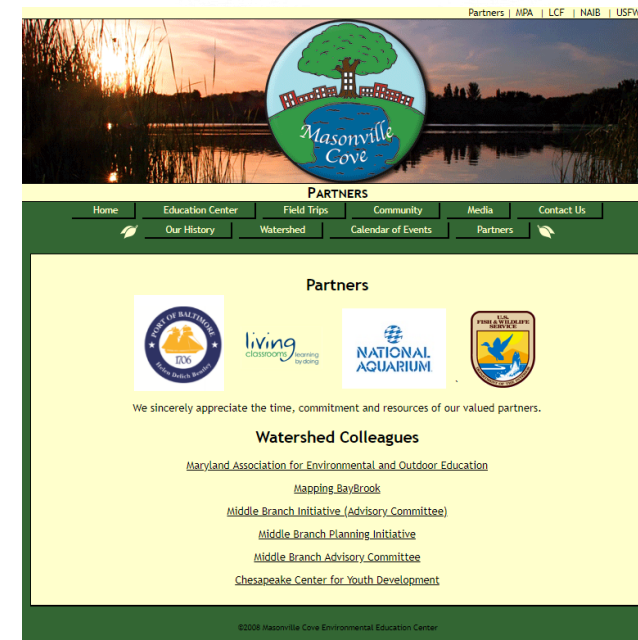 Partners | MPA | LCF | NAIB | USFW
Masonville
Cove
PARTNERS
Home Education Center Field Trips Community Media Contact Us
Our History Watershed Calendar of Events Partners
Partners
PORT OF BALTIMORE
1706
Helen Delich Bentley
living
classrooms learning
by doing
NATIONAL
AQUARIUM
U.S.
FISH & WILDLIFE
SERVICE
DEPARTMENT OF THE INTERIOR
We sincerely appreciate the time, commitment and resources of our valued partners.
Watershed Colleagues
Maryland Association for Environmental and Outdoor Education
Mapping BayBrook
Middle Branch Initiative (Advisory Committee)
Middle Branch Planning Initiative
Middle Branch Advisory Committee
Chesapeake Center for Youth Development
©2008 Masonville Cove Environmental Education Center